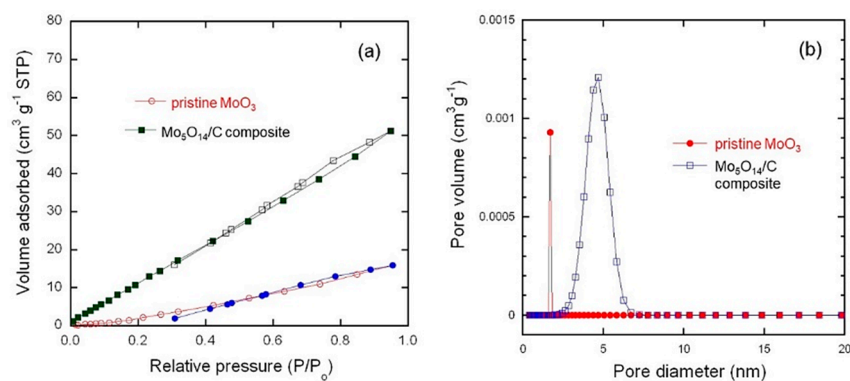 (a)
Volume adsorbed (cm³ g⁻¹ STP)
80
70
60
50
40
30
20
10
0
pristine MoO₃
Mo₅O₁₄/C composite
0.0
0.2
0.4
0.6
0.8
1.0
Relative pressure (P/Pₒ)
(b)
Pore volume (cm³g⁻¹)
0.0015
0.001
0.0005
0
pristine MoO₃
Mo₅O₁₄/C
composite
0
5
10
15
20
Pore diameter (nm)